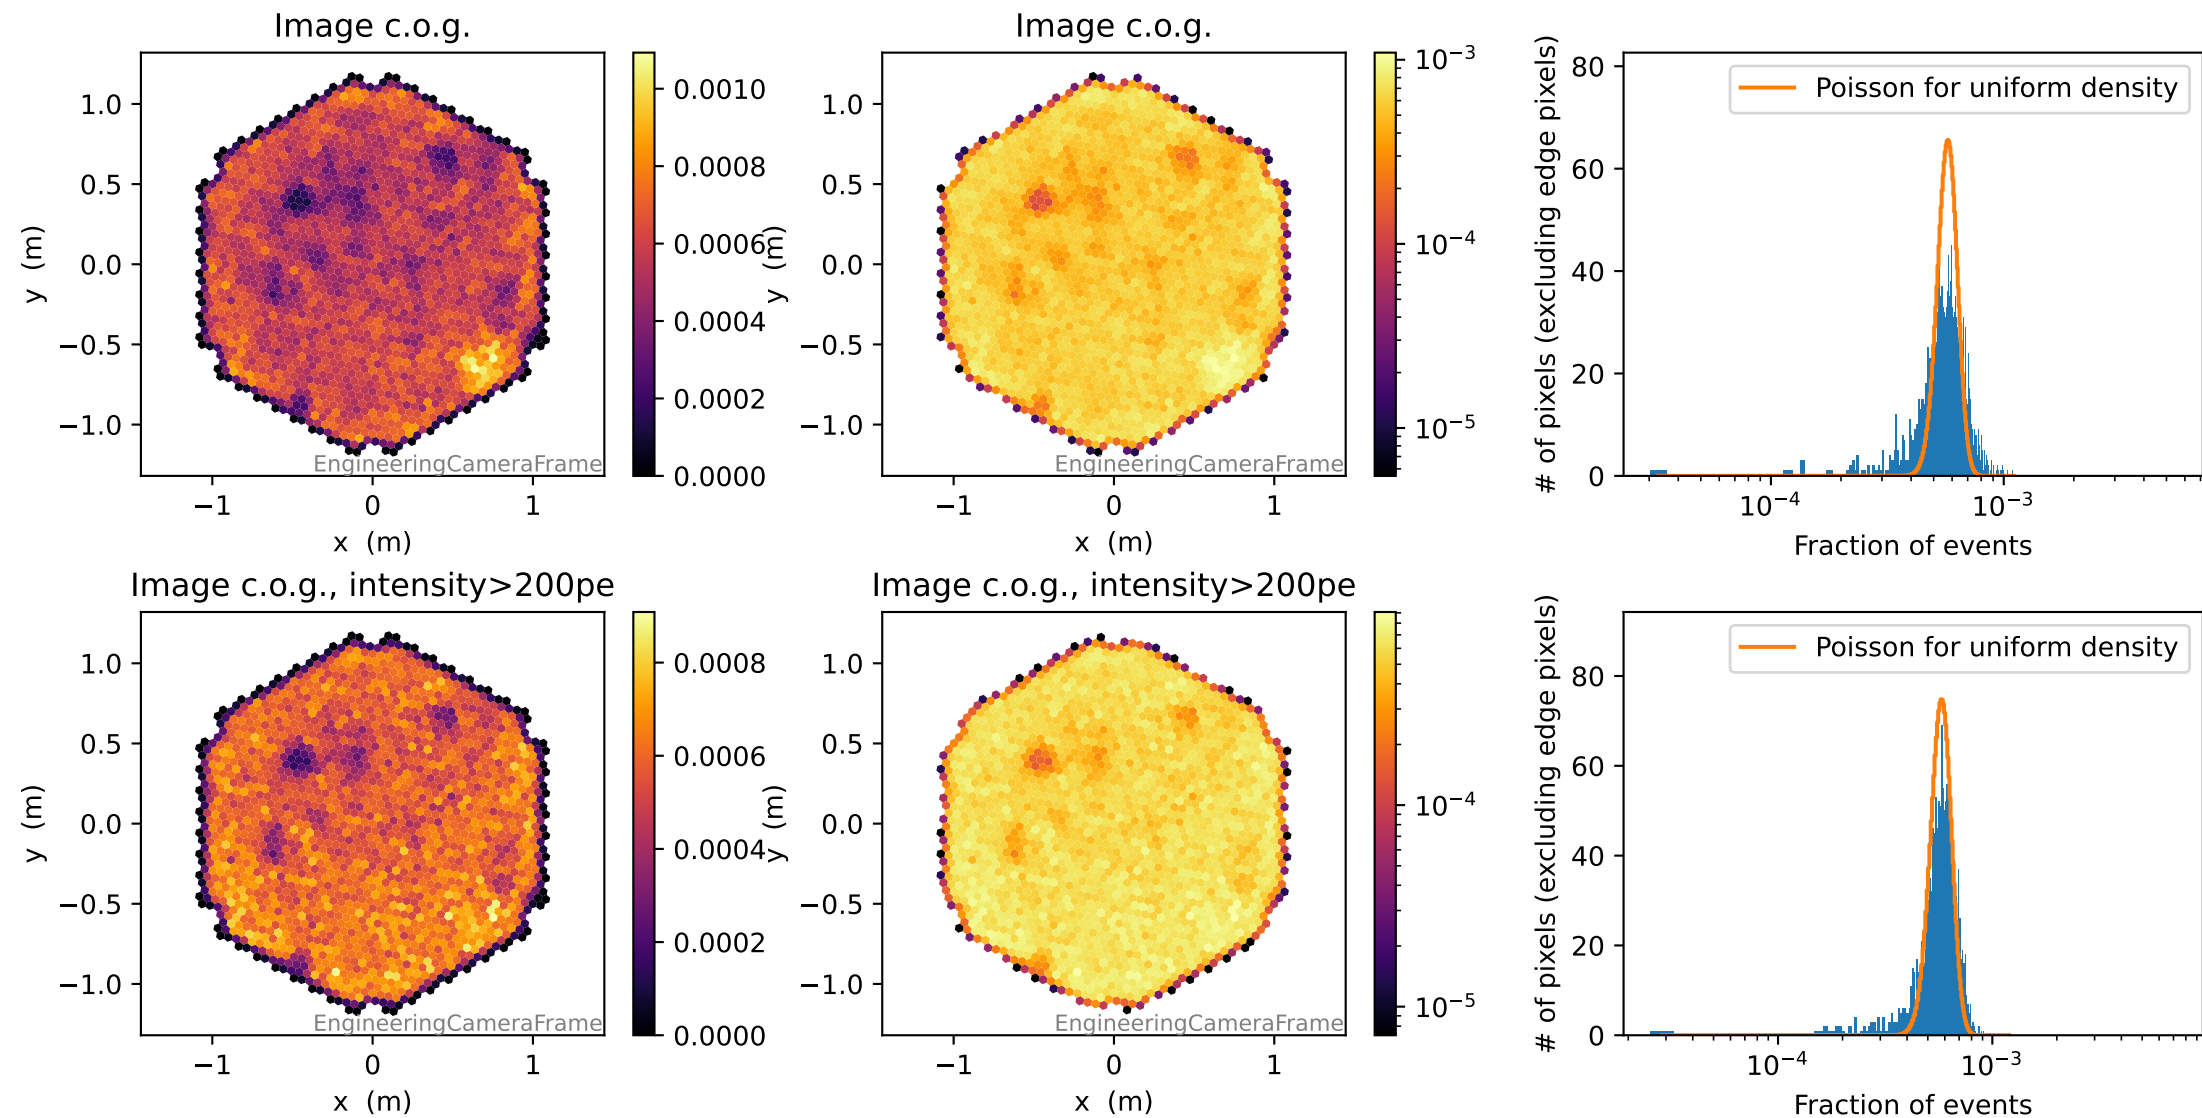 Image c.o.g.
y (m)
1.0
0.5
0.0
−0.5
−1.0
−1 0 1
x (m)
EngineeringCameraFrame
0.0010
0.0008
0.0006
0.0004
0.0002
0.0000
Image c.o.g.
y (m)
1.0
0.5
0.0
−0.5
−1.0
−1 0 1
x (m)
EngineeringCameraFrame
10⁻³
10⁻⁴
10⁻⁵
# of pixels (excluding edge pixels)
80
60
40
20
0
Poisson for uniform density
10⁻⁴ 10⁻³
Fraction of events
Image c.o.g., intensity>200pe
y (m)
1.0
0.5
0.0
−0.5
−1.0
−1 0 1
x (m)
EngineeringCameraFrame
0.0008
0.0006
0.0004
0.0002
0.0000
Image c.o.g., intensity>200pe
y (m)
1.0
0.5
0.0
−0.5
−1.0
−1 0 1
x (m)
EngineeringCameraFrame
10⁻⁴
10⁻⁵
# of pixels (excluding edge pixels)
80
60
40
20
0
Poisson for uniform density
10⁻⁴ 10⁻³
Fraction of events